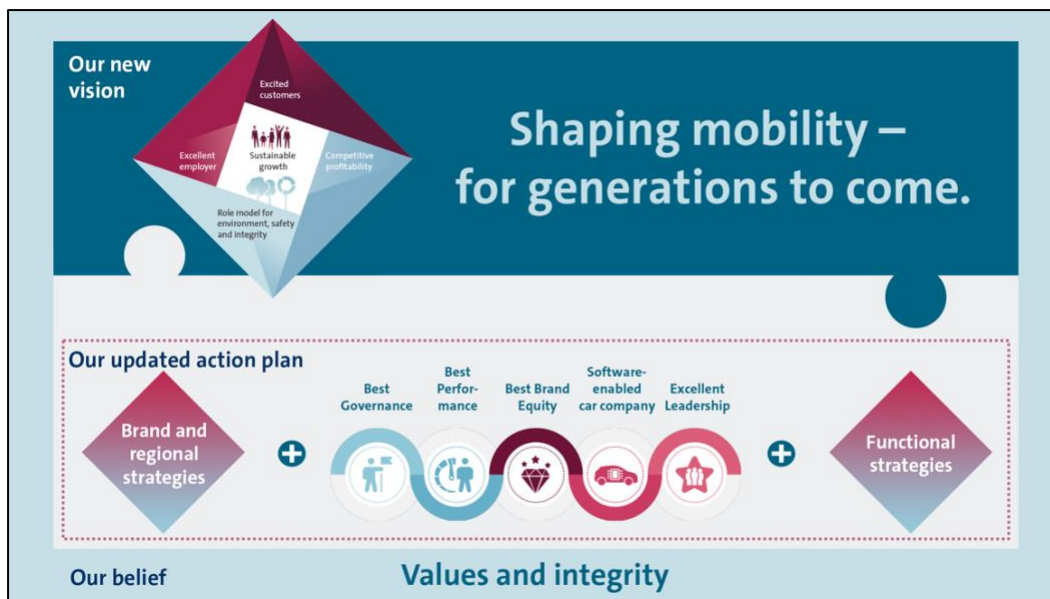 Our new
vision
Excited
customers
Excellent
employer
Sustainable
growth
Competitive
profitability
Role model for
environment, safety
and integrity
Shaping mobility –
for generations to come.
Our updated action plan
Brand and
regional
strategies
Best
Governance
Best
Perfor-
mance
Best Brand
Equity
Software-
enabled
car company
Excellent
Leadership
Functional
strategies
Our belief
Values and integrity